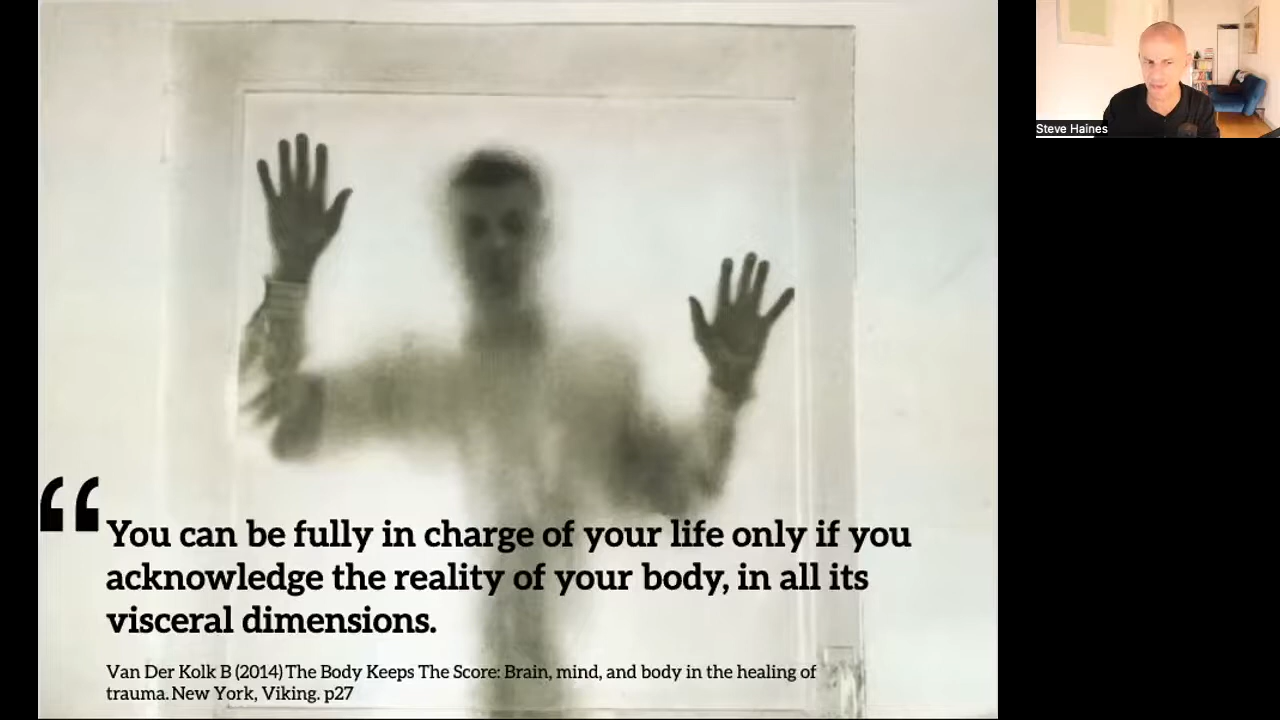 “
You can be fully in charge of your life only if you
acknowledge the reality of your body, in all its
visceral dimensions.
Van Der Kolk B (2014) The Body Keeps The Score: Brain, mind, and body in the healing of
trauma. New York, Viking. p27
Steve Haines